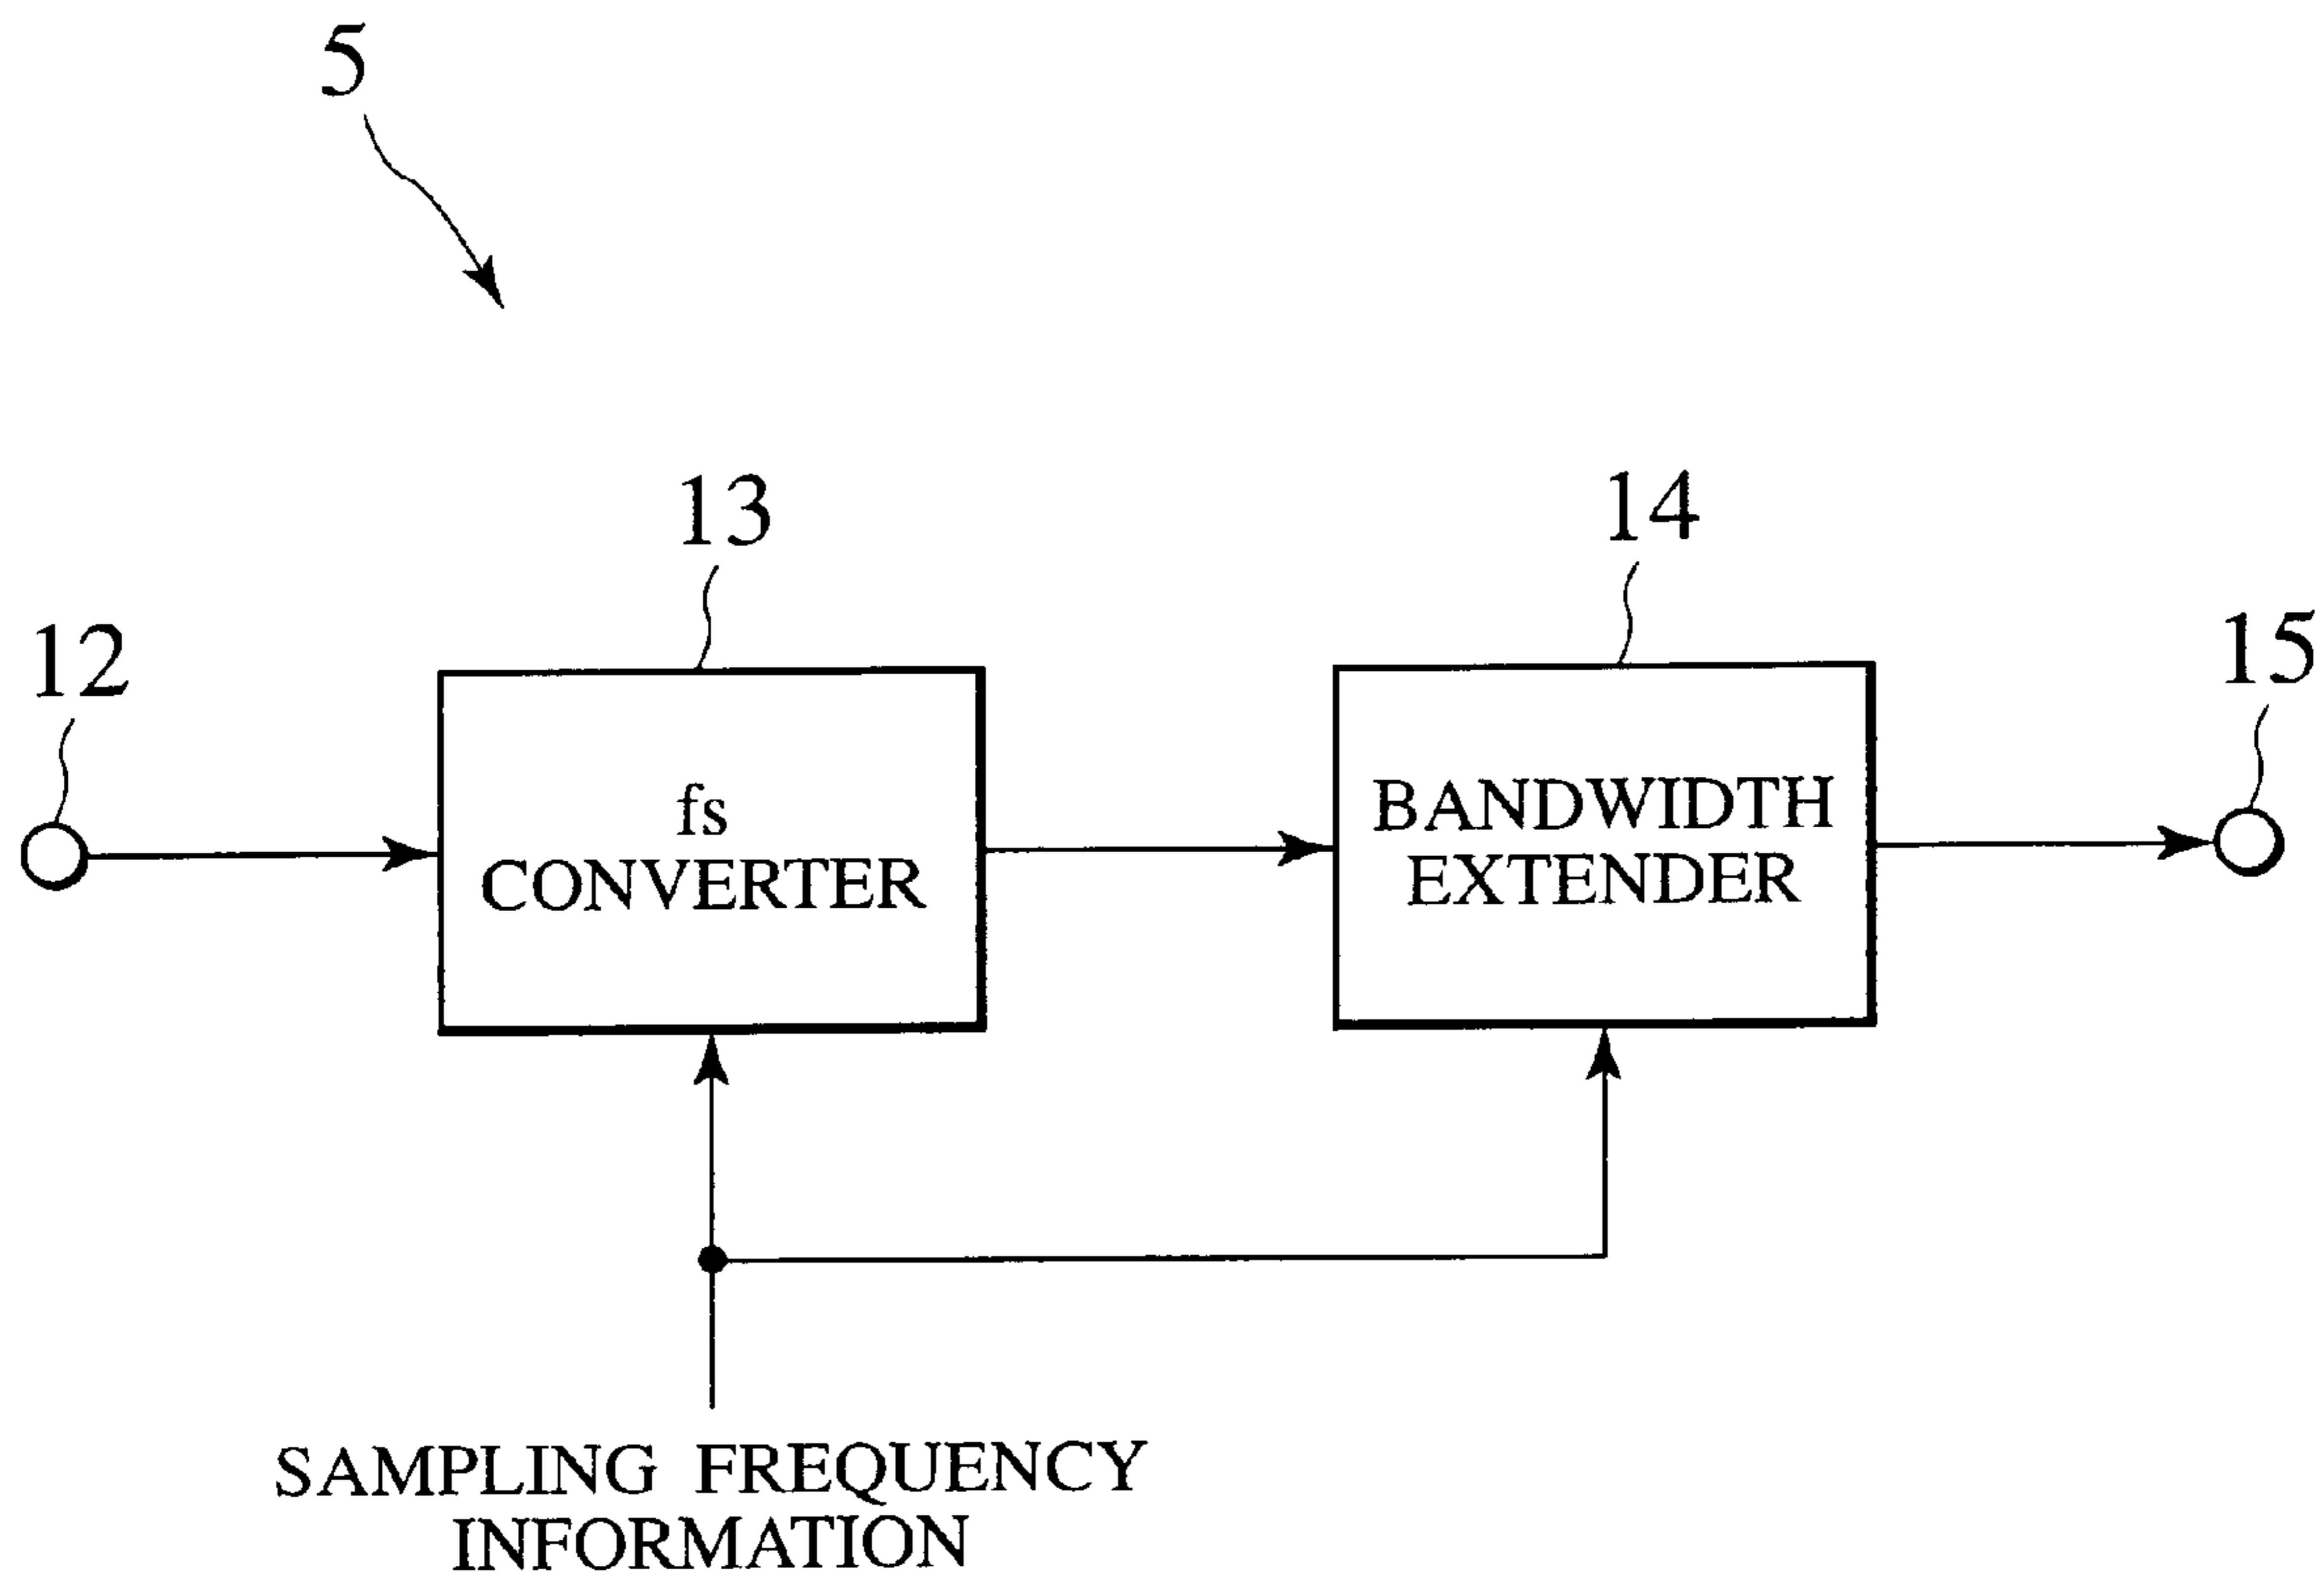 5
13
14
12
15
fs
CONVERTER
BANDWIDTH
EXTENDER
SAMPLING FREQUENCY
INFORMATION